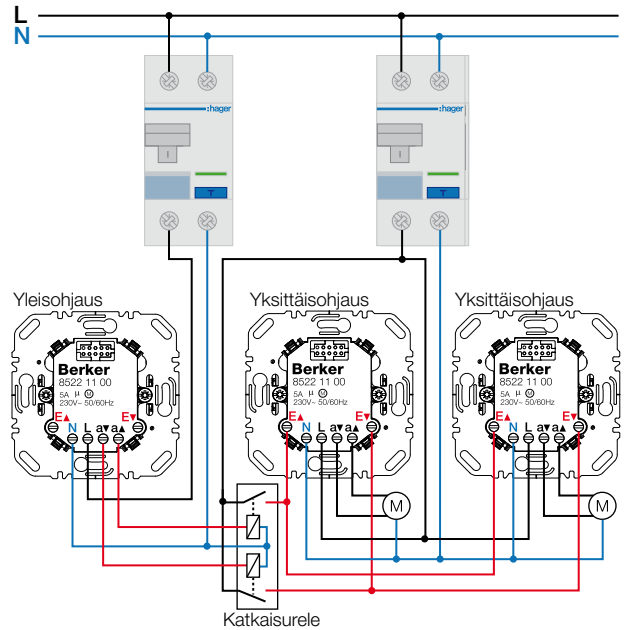 L
N
:hager
:hager
I
I
T
T
Yleisohjaus
Yksittäisohjaus
Yksittäisohjaus
Berker
8522 11 00
5A µ M
230V~ 50/60Hz
E▲ N L a▼ a▲ E▼
Berker
8522 11 00
5A µ M
230V~ 50/60Hz
E▲ N L a▼ a▲ E▼
Berker
8522 11 00
5A µ M
230V~ 50/60Hz
E▲ N L a▼ a▲ E▼
M
M
Katkaisurele